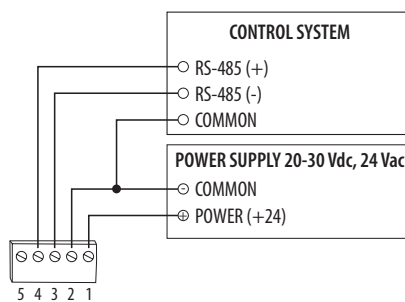 CONTROL SYSTEM
RS-485 (+)
RS-485 (-)
COMMON
POWER SUPPLY 20-30 Vdc, 24 Vac
COMMON
POWER (+24)
5 4 3 2 1